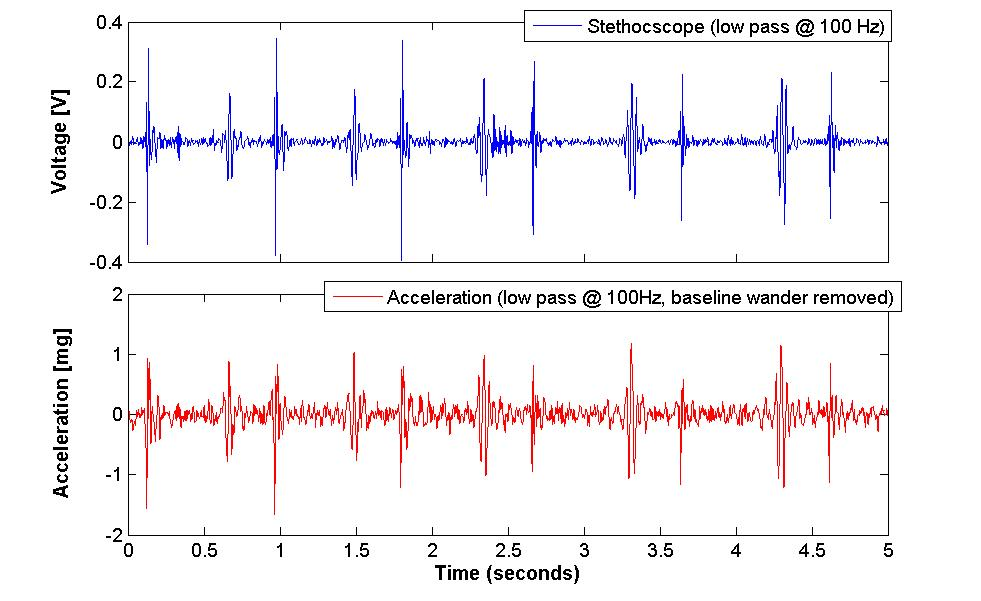 Stethocscope (low pass @ 100 Hz)
0.4
0.2
0
-0.2
-0.4
Voltage [V]
Acceleration (low pass @ 100Hz, baseline wander removed)
2
1
0
-1
-2
Acceleration [mg]
0 0.5 1 1.5 2 2.5 3 3.5 4 4.5 5
Time (seconds)